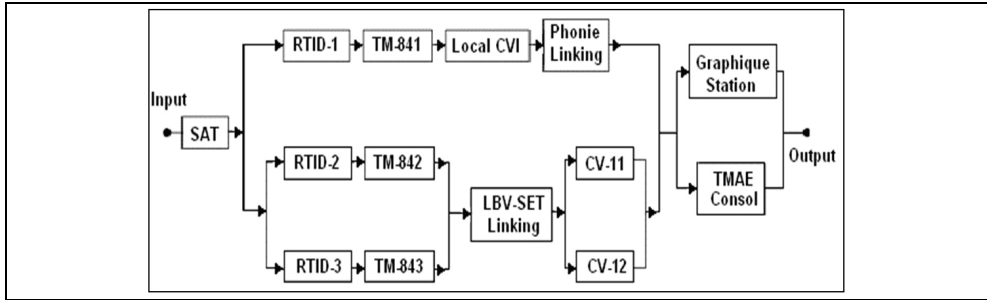 Input
SAT
RTID-1
TM-841
Local CVI
Phonie
Linking
RTID-2
TM-842
RTID-3
TM-843
LBV-SET
Linking
CV-11
CV-12
Graphique
Station
TMAE
Consol
Output